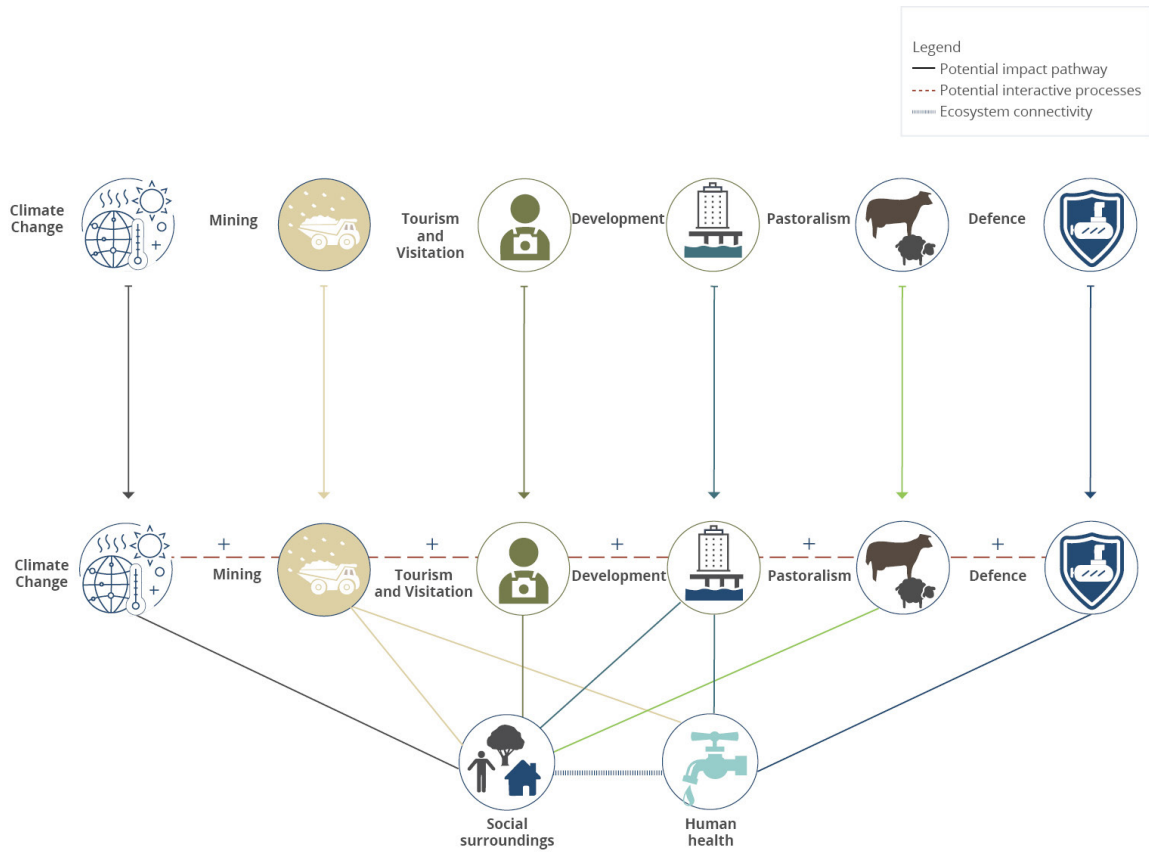 Legend
Potential impact pathway
Potential interactive processes
Ecosystem connectivity
Climate
Change
Mining
Tourism
and
Visitation
Development
Pastoralism
Defence
+ + + + +
Climate
Change
Mining
Tourism
and Visitation
Development
Pastoralism
Defence
Social
surroundings
Human
health